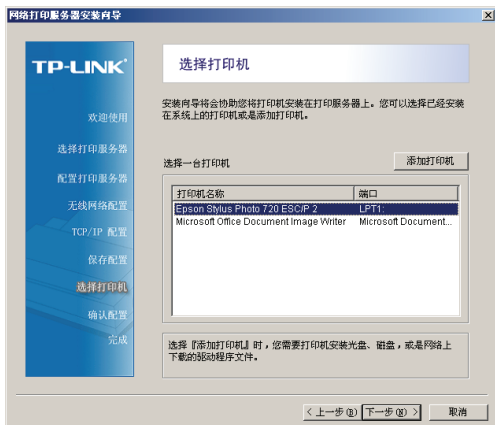 网络打印服务器安装向导
TP-LINK
欢迎使用
选择打印服务器
配置打印服务器
无线网络配置
TCP/IP 配置
保存配置
选择打印机
确认配置
完成
选择打印机
安装向导将会协助您将打印机安装在打印服务器上。您可以选择已经安装
在系统上的打印机或是添加打印机。
选择一台打印机
添加打印机
打印机名称 端口
Epson Stylus Photo 720 ESC/P 2 LPT1:
Microsoft Office Document Image Writer Microsoft Document...
选择『添加打印机』时，您需要打印机安装光盘、磁盘，或是网络上
下载的驱动程序文件。
< 上一步(B) 下一步(N) > 取消